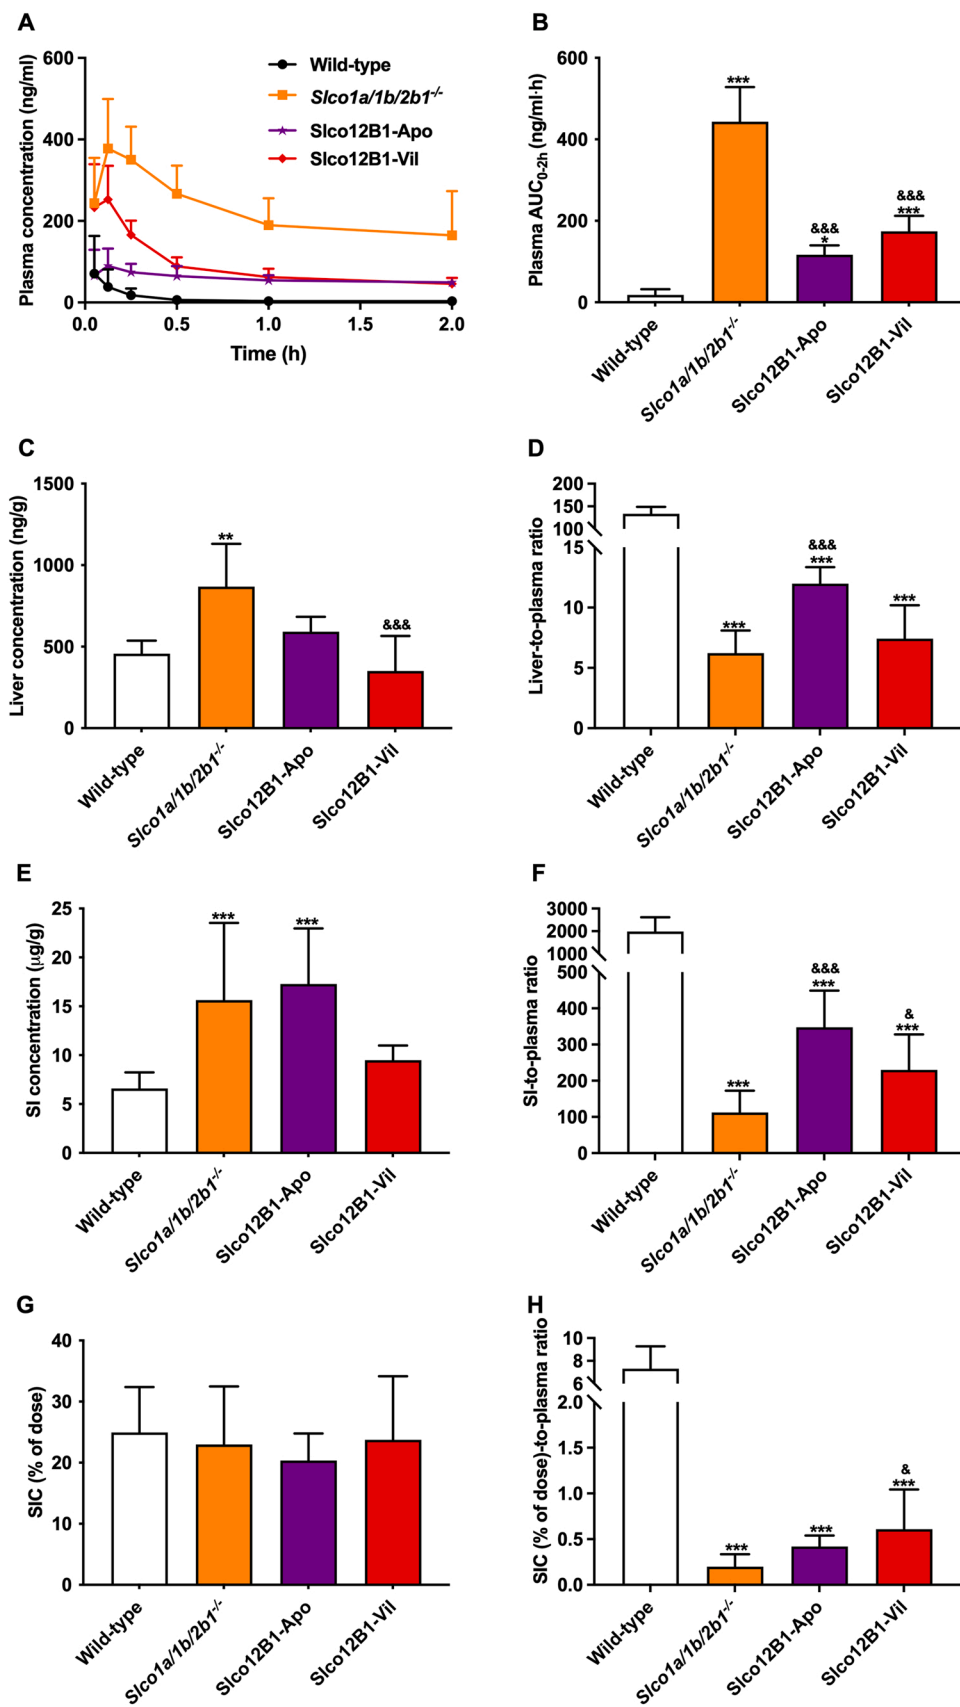 A
Plasma concentration (ng/ml)
600
400
200
0
0.0
0.5
1.0
1.5
2.0
Time (h)
Wild-type
Slco1a/1b/2b1-/-
Slco12B1-Apo
Slco12B1-Vil
B
Plasma AUC0-2h (ng/ml·h)
600
400
200
0
***
&&&
*
&&&
***
Wild-type
Slco1a/1b/2b1-/-
Slco12B1-Apo
Slco12B1-Vil
C
Liver concentration (ng/g)
1500
1000
500
0
**
&&&
Wild-type
Slco1a/1b/2b1-/-
Slco12B1-Apo
Slco12B1-Vil
D
Liver-to-plasma ratio
200
150
100
15
10
5
0
***
&&&
***
***
Wild-type
Slco1a/1b/2b1-/-
Slco12B1-Apo
Slco12B1-Vil
E
SI concentration (μg/g)
25
20
15
10
5
0
***
***
Wild-type
Slco1a/1b/2b1-/-
Slco12B1-Apo
Slco12B1-Vil
F
SI-to-plasma ratio
3000
2000
1000
500
400
300
200
100
0
***
&&&
***
&
***
Wild-type
Slco1a/1b/2b1-/-
Slco12B1-Apo
Slco12B1-Vil
G
SIC (% of dose)
40
30
20
10
0
Wild-type
Slco1a/1b/2b1-/-
Slco12B1-Apo
Slco12B1-Vil
H
SIC (% of dose)-to-plasma ratio
10
8
6
2.0
1.5
1.0
0.5
0.0
***
***
&
***
Wild-type
Slco1a/1b/2b1-/-
Slco12B1-Apo
Slco12B1-Vil